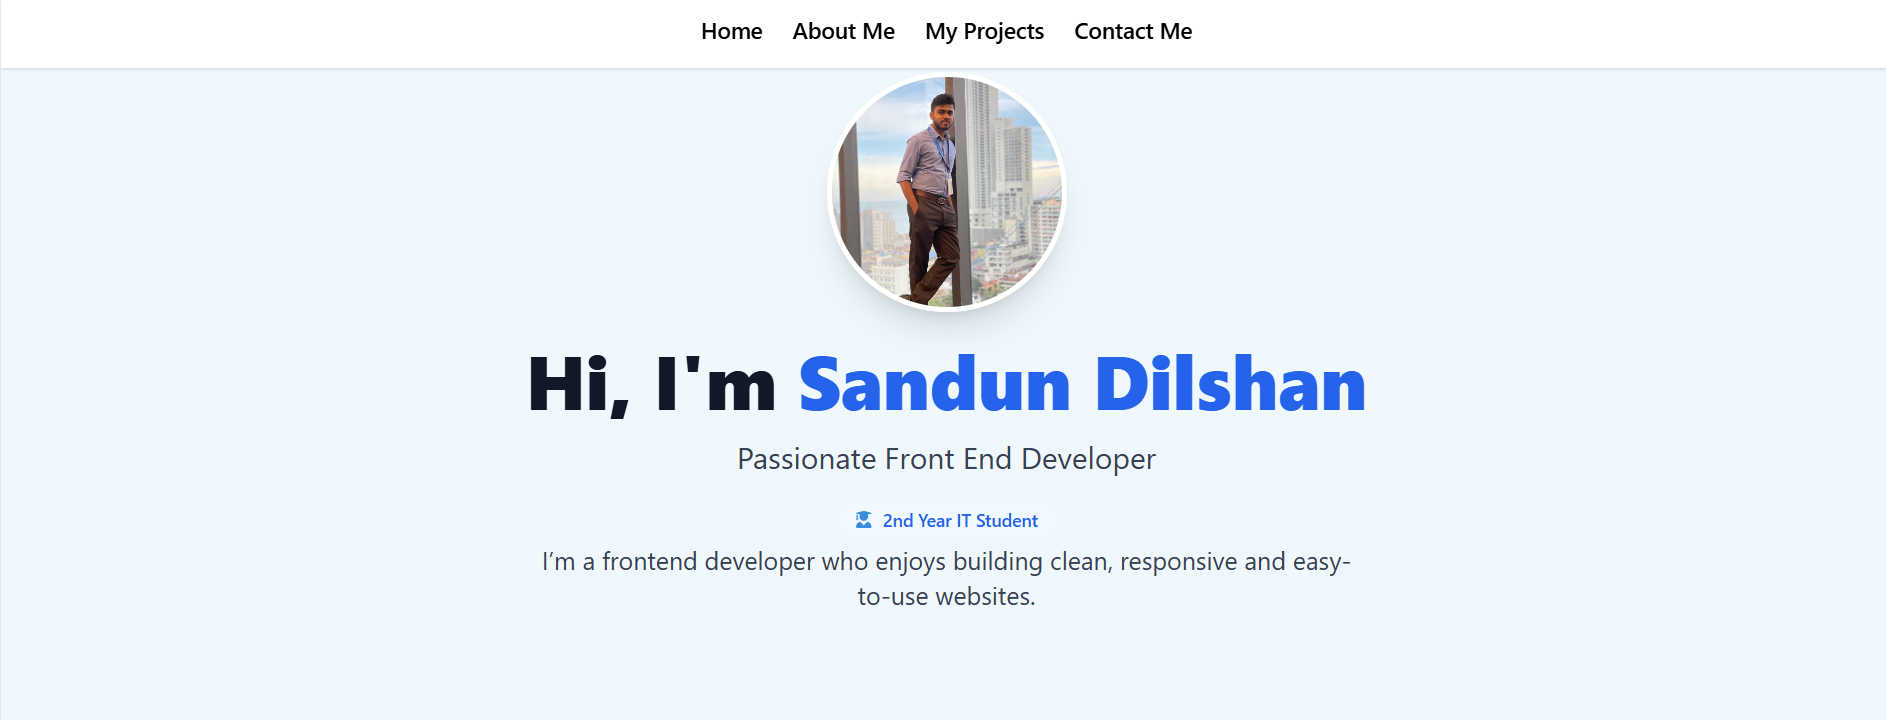 Home About Me My Projects Contact Me
Hi, I'm Sandun Dilshan
Passionate Front End Developer
2nd Year IT Student
I’m a frontend developer who enjoys building clean, responsive and easy-
to-use websites.